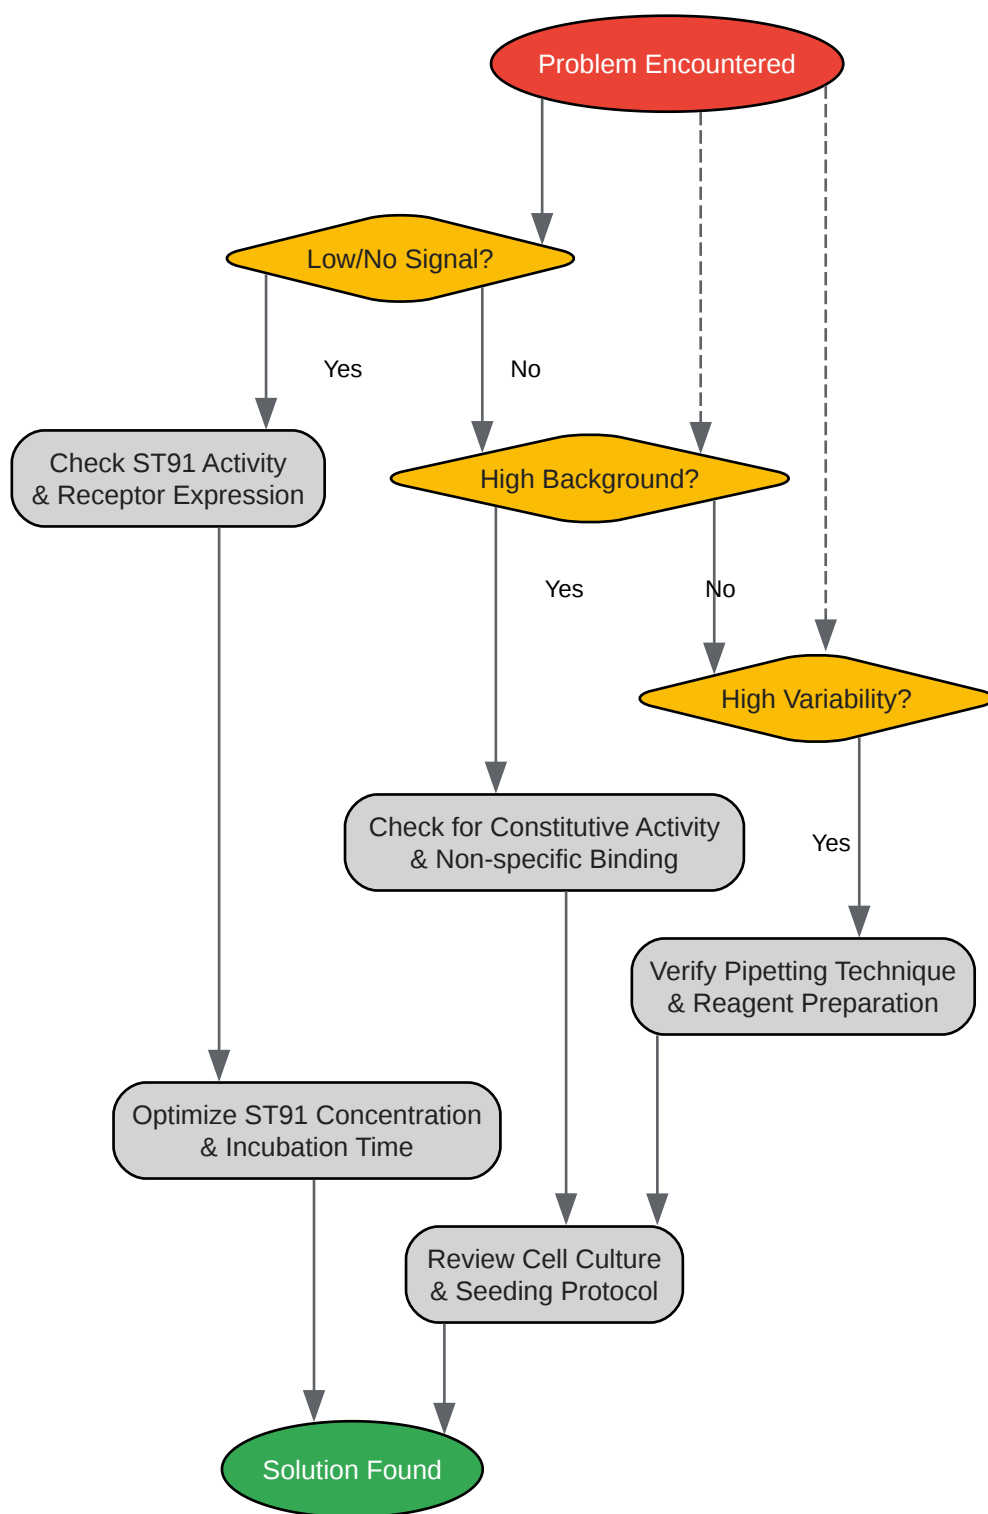 Problem Encountered
Low/No Signal?
Yes
No
Check ST91 Activity
& Receptor Expression
High Background?
Yes
No
High Variability?
Check for Constitutive Activity
& Non-specific Binding
Yes
Verify Pipetting Technique
& Reagent Preparation
Optimize ST91 Concentration
& Incubation Time
Review Cell Culture
& Seeding Protocol
Solution Found